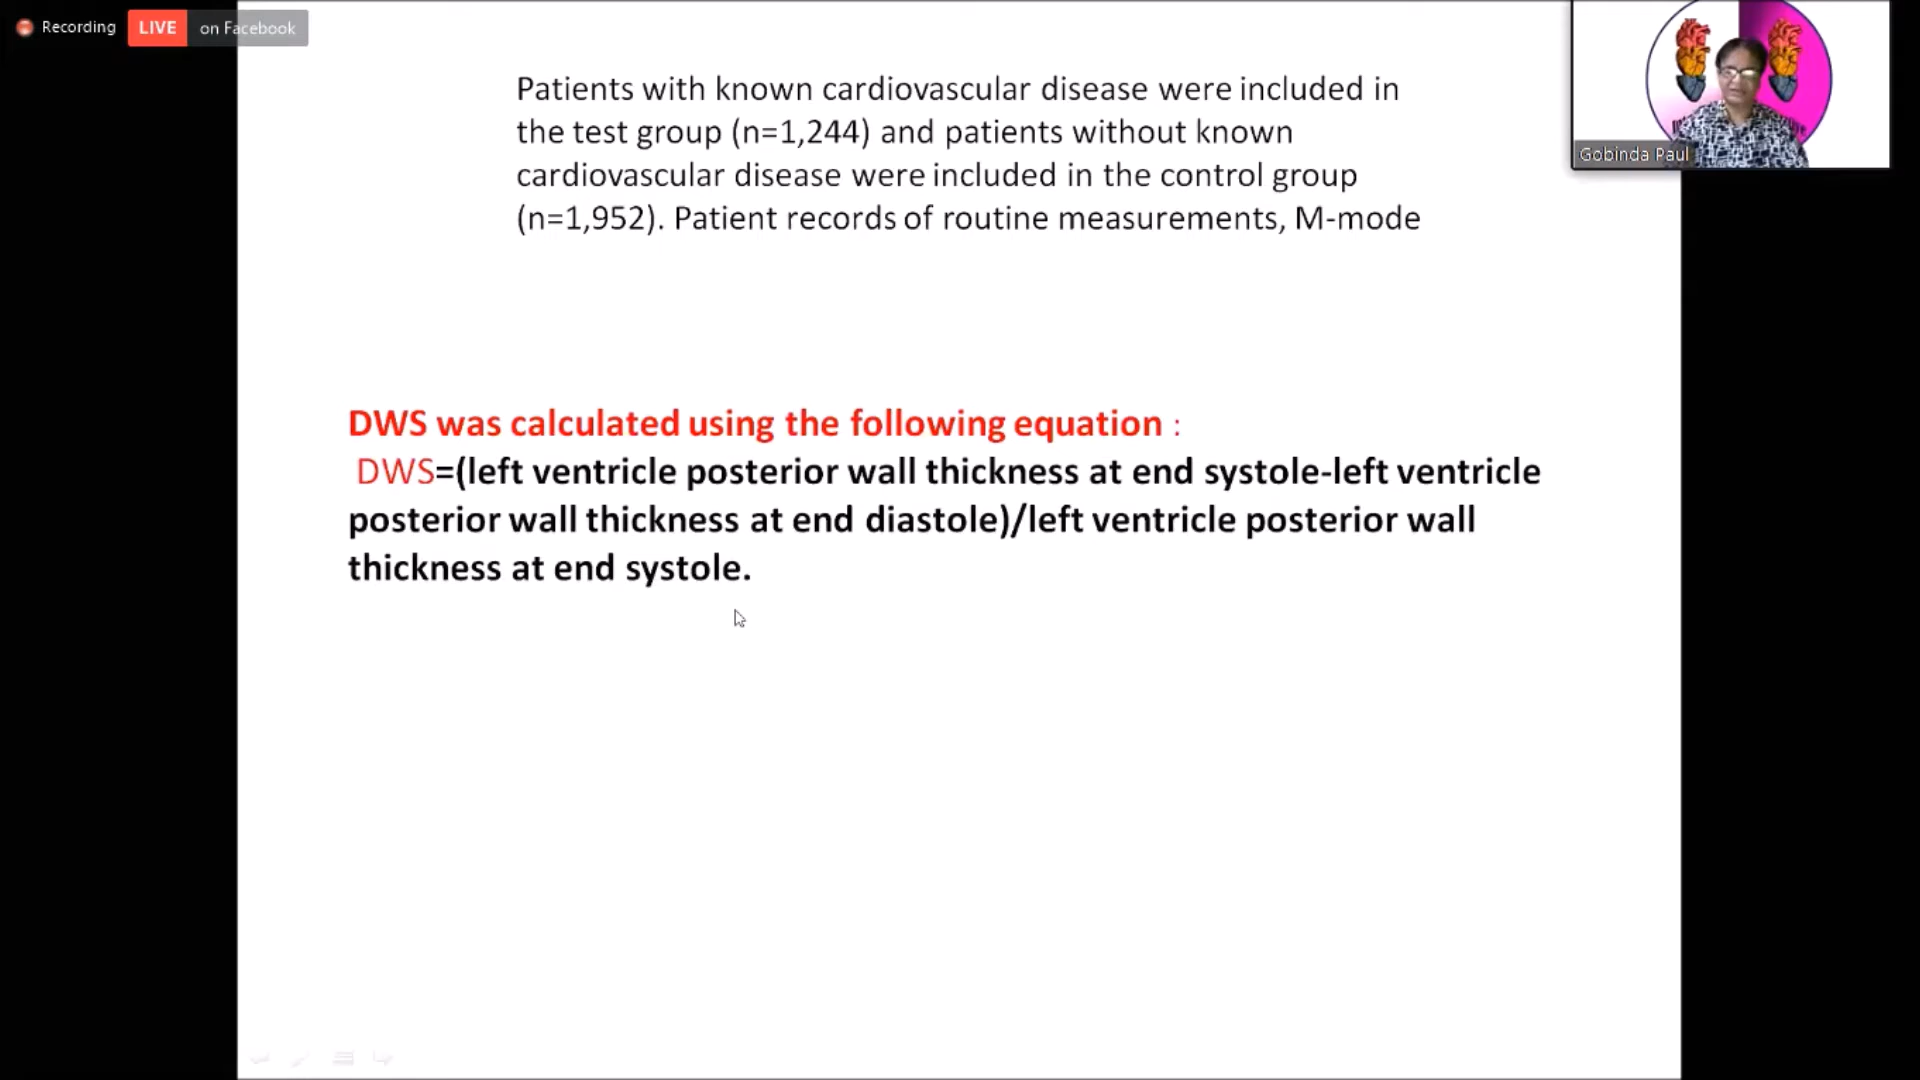 Recording LIVE on Facebook
Patients with known cardiovascular disease were included in
the test group (n=1,244) and patients without known
cardiovascular disease were included in the control group
(n=1,952). Patient records of routine measurements, M-mode
Gobinda Paul
DWS was calculated using the following equation :
DWS=(left ventricle posterior wall thickness at end systole-left ventricle
posterior wall thickness at end diastole)/left ventricle posterior wall
thickness at end systole.